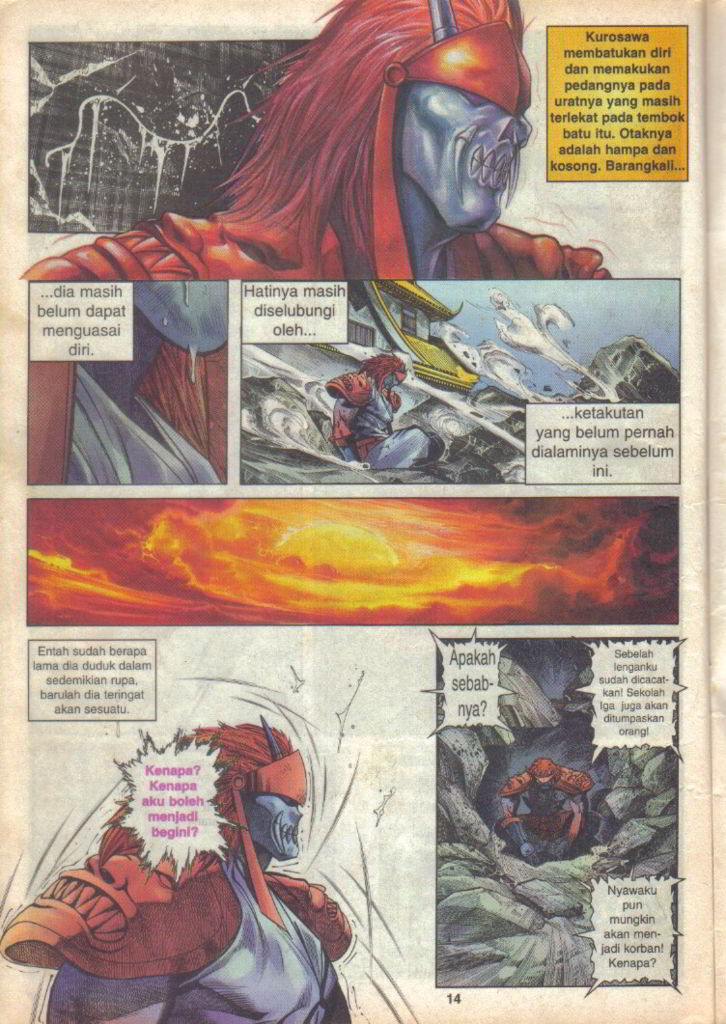 Kurosawa
membatukan diri
dan memakukan
pedangnya pada
uratnya yang masih
terlekat pada tembok
batu itu. Otaknya
adalah hampa dan
kosong. Barangkali...
...dia masih
belum dapat
menguasai
diri.
Hatinya masih
diselubungi
oleh...
...ketakutan
yang belum pernah
dialaminya sebelum
ini.
Entah sudah berapa
lama dia duduk dalam
sedemikian rupa,
barulah dia teringat
akan sesuatu.
Kenapa?
Kenapa
aku boleh
menjadi
begini?
Apakah
sebab-
nya?
Sebelah
lenganku
sudah dicacat-
kan! Sekolah
Iga juga akan
ditumpaskan
orang!
Nyawaku
pun
mungkin
akan men-
jadi korban!
Kenapa?
14